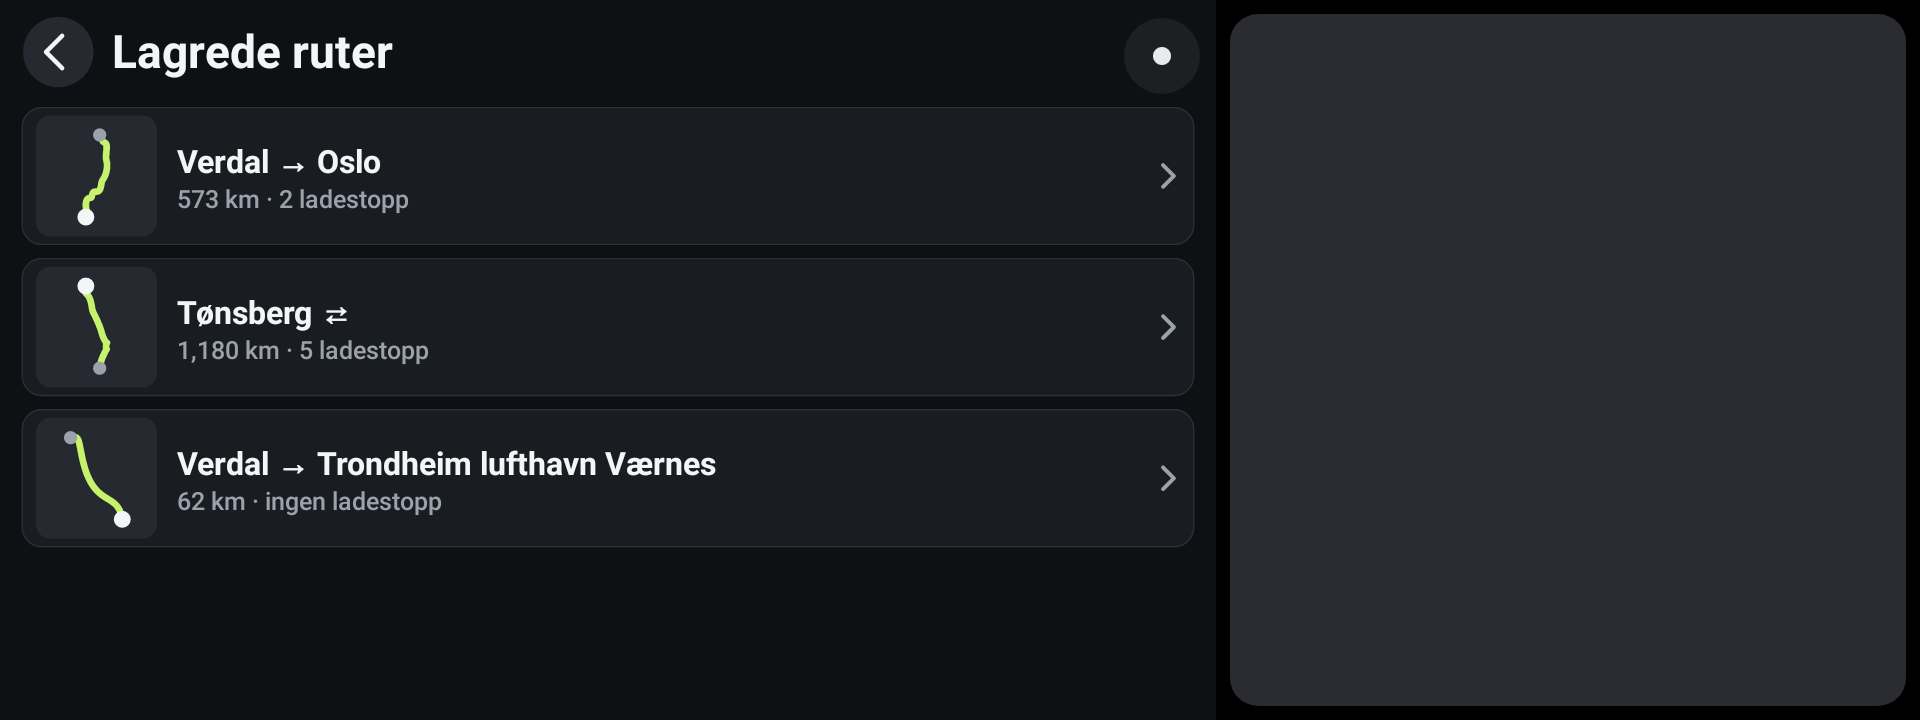 Lagrede ruter
Verdal → Oslo
573 km · 2 ladestopp
Tønsberg ⇄
1,180 km · 5 ladestopp
Verdal → Trondheim lufthavn Værnes
62 km · ingen ladestopp